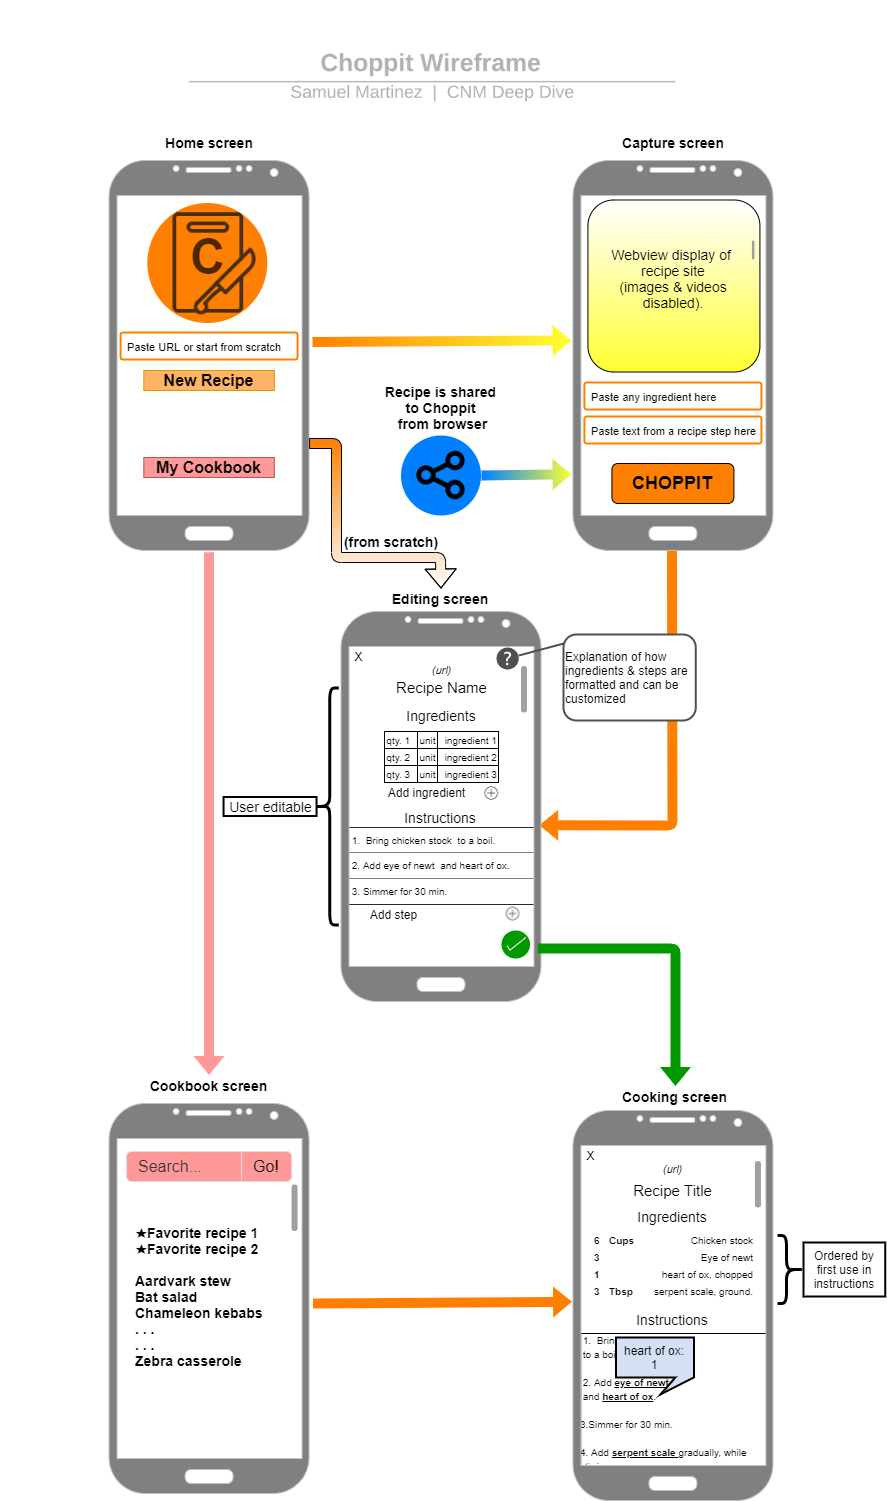 Choppit Wireframe
Samuel Martinez | CNM Deep Dive
Home screen
C
Paste URL or start from scratch
New Recipe
My Cookbook
Capture screen
Webview display of
recipe site
(images & videos
disabled).
Paste any ingredient here
Paste text from a recipe step here
CHOPPIT
Recipe is shared
to Choppit
from browser
(from scratch)
Editing screen
X
?
(url)
Recipe Name
Ingredients
qty. 1 unit ingredient 1
qty. 2 unit ingredient 2
qty. 3 unit ingredient 3
Add ingredient
Instructions
1. Bring chicken stock to a boil.
2. Add eye of newt and heart of ox.
3. Simmer for 30 min.
Add step
Explanation of how
ingredients & steps are
formatted and can be
customized
User editable
Cookbook screen
Search... Go!
★Favorite recipe 1
★Favorite recipe 2
Aardvark stew
Bat salad
Chameleon kebabs
. . .
. . .
Zebra casserole
Cooking screen
X
(url)
Recipe Title
Ingredients
6 Cups Chicken stock
3 Eye of newt
1 heart of ox, chopped
3 Tbsp serpent scale, ground.
Instructions
1. Brin
to a boi
heart of ox:
1
2. Add eye of newt
and heart of ox.
3.Simmer for 30 min.
4. Add serpent scale gradually, while
Ordered by
first use in
instructions